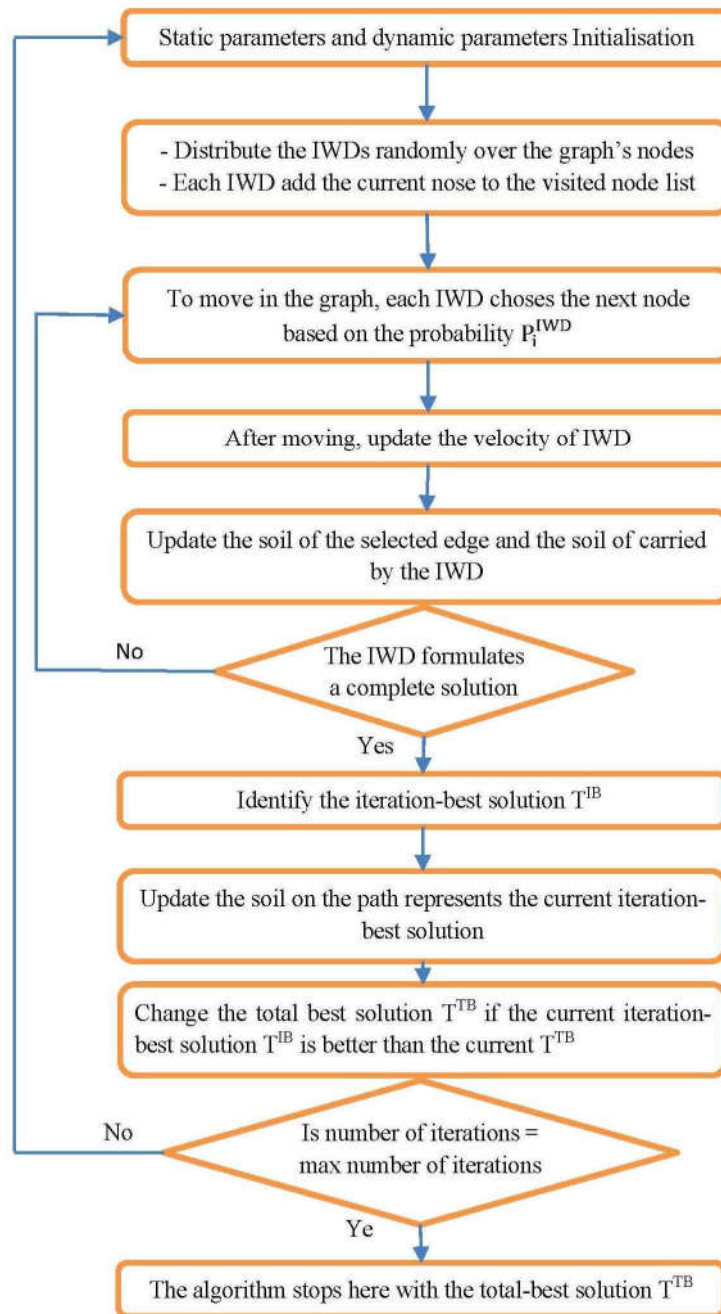 Static parameters and dynamic parameters Initialisation
- Distribute the IWDs randomly over the graph’s nodes
- Each IWD add the current nose to the visited node list
To move in the graph, each IWD choses the next node
based on the probability P_i^IWD
After moving, update the velocity of IWD
Update the soil of the selected edge and the soil of carried
by the IWD
No
The IWD formulates
a complete solution
Yes
Identify the iteration-best solution T^IB
Update the soil on the path represents the current iteration-
best solution
Change the total best solution T^TB if the current iteration-
best solution T^IB is better than the current T^TB
No
Is number of iterations =
max number of iterations
Ye
The algorithm stops here with the total-best solution T^TB